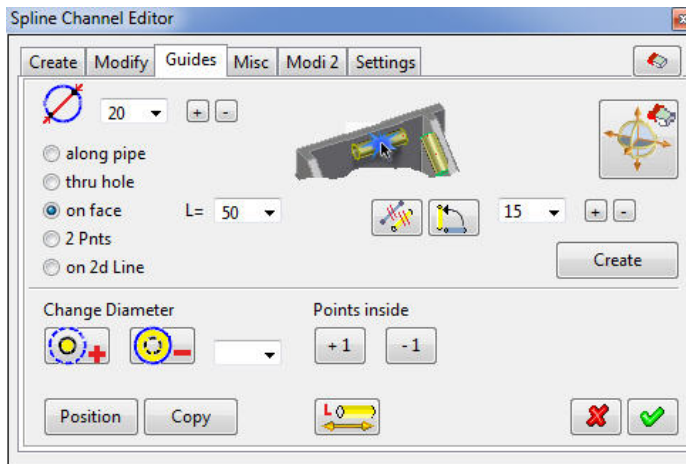 Spline Channel Editor
Create Modify Guides Misc Modi 2 Settings
20 + -
along pipe
thru hole
on face L= 50 15 + -
2 Pnts
on 2d Line Create
Change Diameter Points inside
+ 1 - 1
Position Copy L